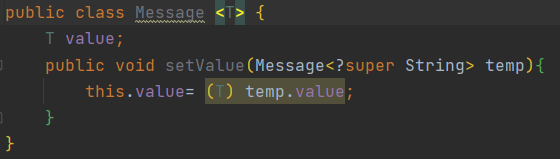 public class Message <T> {
    T value;
    public void setValue(Message<?super String> temp){
        this.value= (T) temp.value;
    }
}